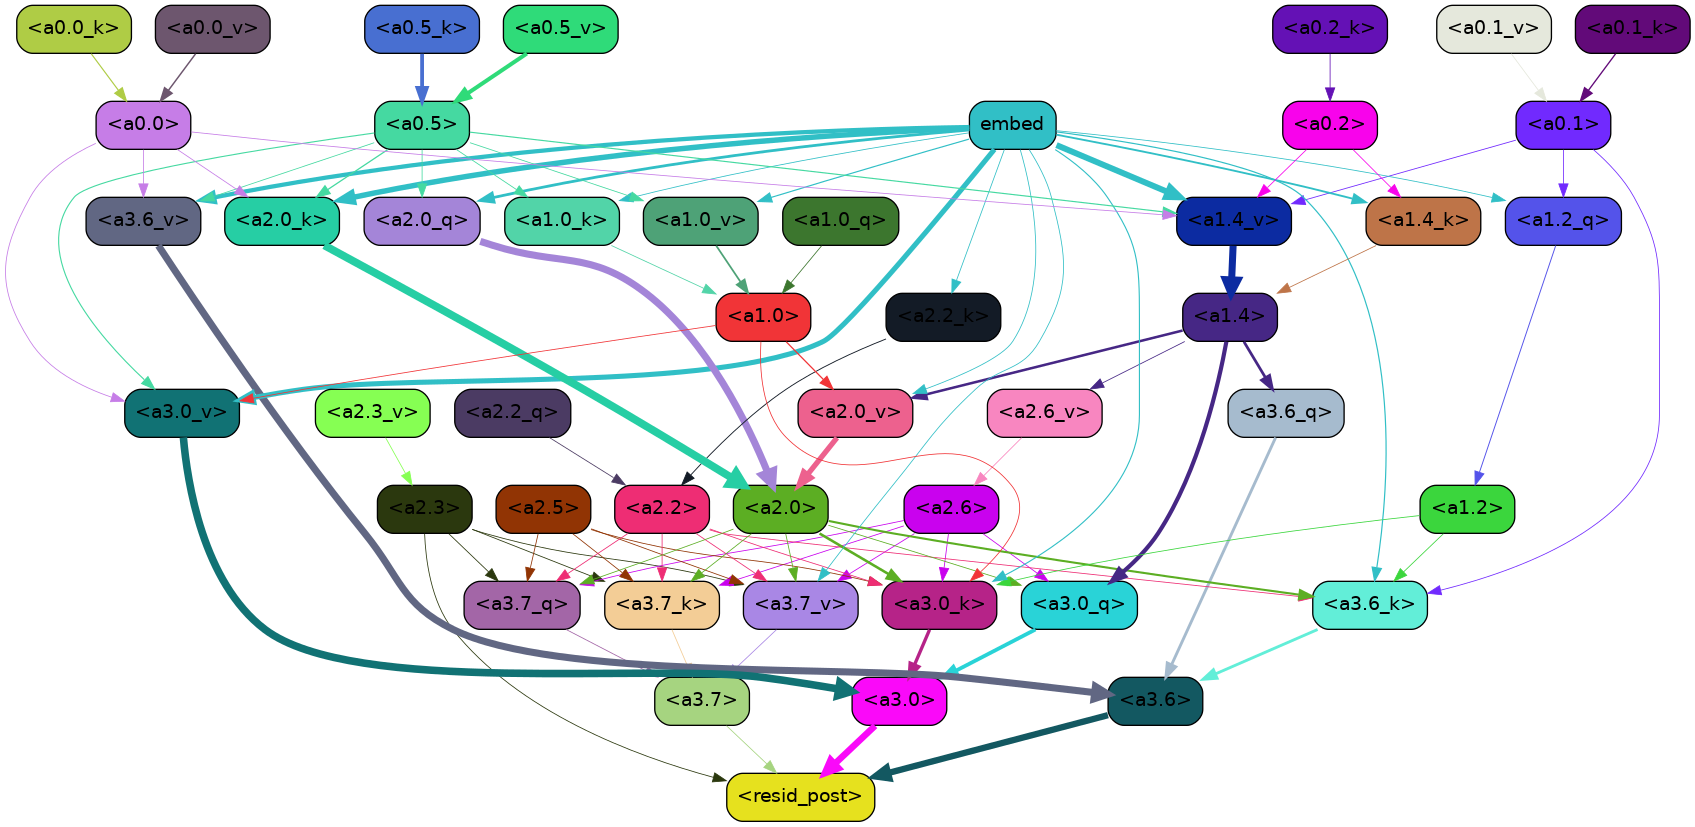 <a0.0_k> <a0.0_v> <a0.5_k> <a0.5_v> <a0.2_k> <a0.1_v> <a0.1_k>
<a0.0> <a0.5> embed <a0.2> <a0.1>
<a3.6_v> <a2.0_k> <a2.0_q> <a1.0_k> <a1.0_v> <a1.0_q> <a1.4_v> <a1.4_k> <a1.2_q>
<a1.0> <a2.2_k> <a1.4>
<a3.0_v> <a2.3_v> <a2.2_q> <a2.0_v> <a2.6_v> <a3.6_q>
<a2.3> <a2.5> <a2.2> <a2.0> <a2.6> <a1.2>
<a3.7_q> <a3.7_k> <a3.7_v> <a3.0_k> <a3.0_q> <a3.6_k>
<a3.7> <a3.0> <a3.6>
<resid_post>